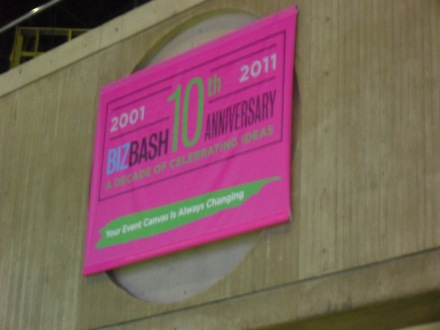 2001 2011
BIZBASH 10th ANNIVERSARY
A DECADE OF CELEBRATING IDEAS
Your Event Canvas Is Always Changing